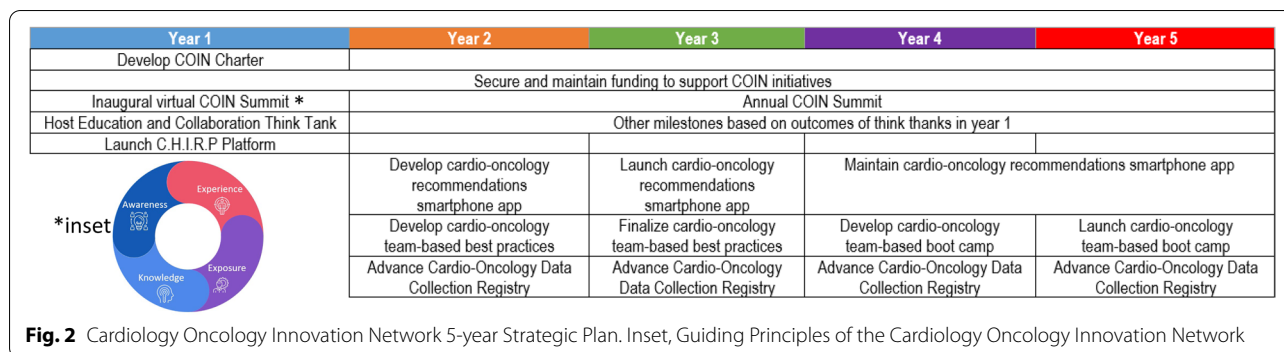 Year 1 Year 2 Year 3 Year 4 Year 5
Develop COIN Charter
Secure and maintain funding to support COIN initiatives
Inaugural virtual COIN Summit * Annual COIN Summit
Host Education and Collaboration Think Tank Other milestones based on outcomes of think thanks in year 1
Launch C.H.I.R.P Platform
Develop cardio-oncology
recommendations
smartphone app
Launch cardio-oncology
recommendations
smartphone app
Maintain cardio-oncology recommendations smartphone app
*inset
Awareness
Experience
Knowledge
Exposure
Develop cardio-oncology
team-based best practices
Finalize cardio-oncology
team-based best practices
Develop cardio-oncology
team-based boot camp
Launch cardio-oncology
team-based boot camp
Advance Cardio-Oncology Data
Collection Registry
Advance Cardio-Oncology
Data Collection Registry
Advance Cardio-Oncology Data
Collection Registry
Advance Cardio-Oncology Data
Collection Registry
Fig. 2 Cardiology Oncology Innovation Network 5-year Strategic Plan. Inset, Guiding Principles of the Cardiology Oncology Innovation Network